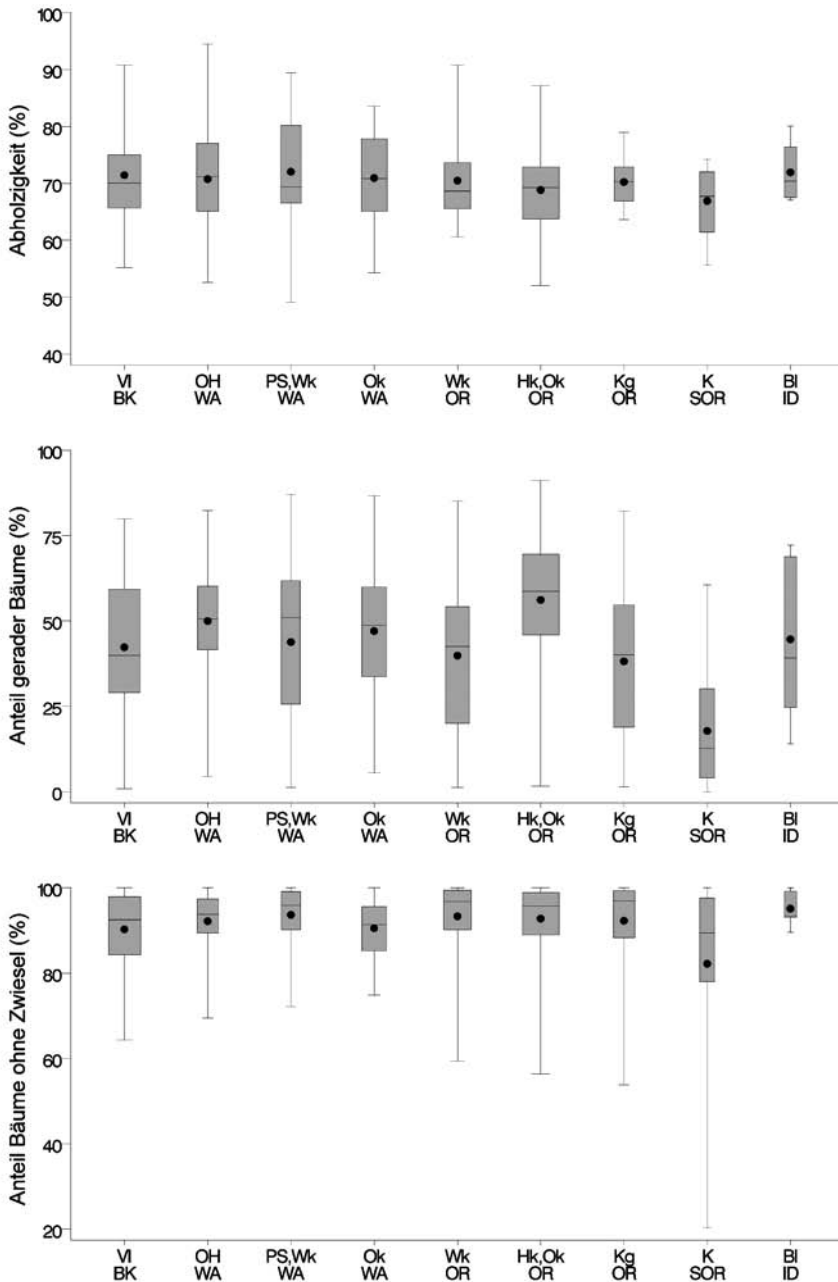 Abholzigkeit (%)
100
90
80
70
60
50
40
VI OH PS,Wk Ok Wk Hk,Ok Kg K BI
BK WA WA WA OR OR OR SOR ID
Anteil gerader Bäume (%)
100
75
50
25
0
VI OH PS,Wk Ok Wk Hk,Ok Kg K BI
BK WA WA WA OR OR OR SOR ID
Anteil Bäume ohne Zwiesel (%)
100
80
60
40
20
VI OH PS,Wk Ok Wk Hk,Ok Kg K BI
BK WA WA WA OR OR OR SOR ID